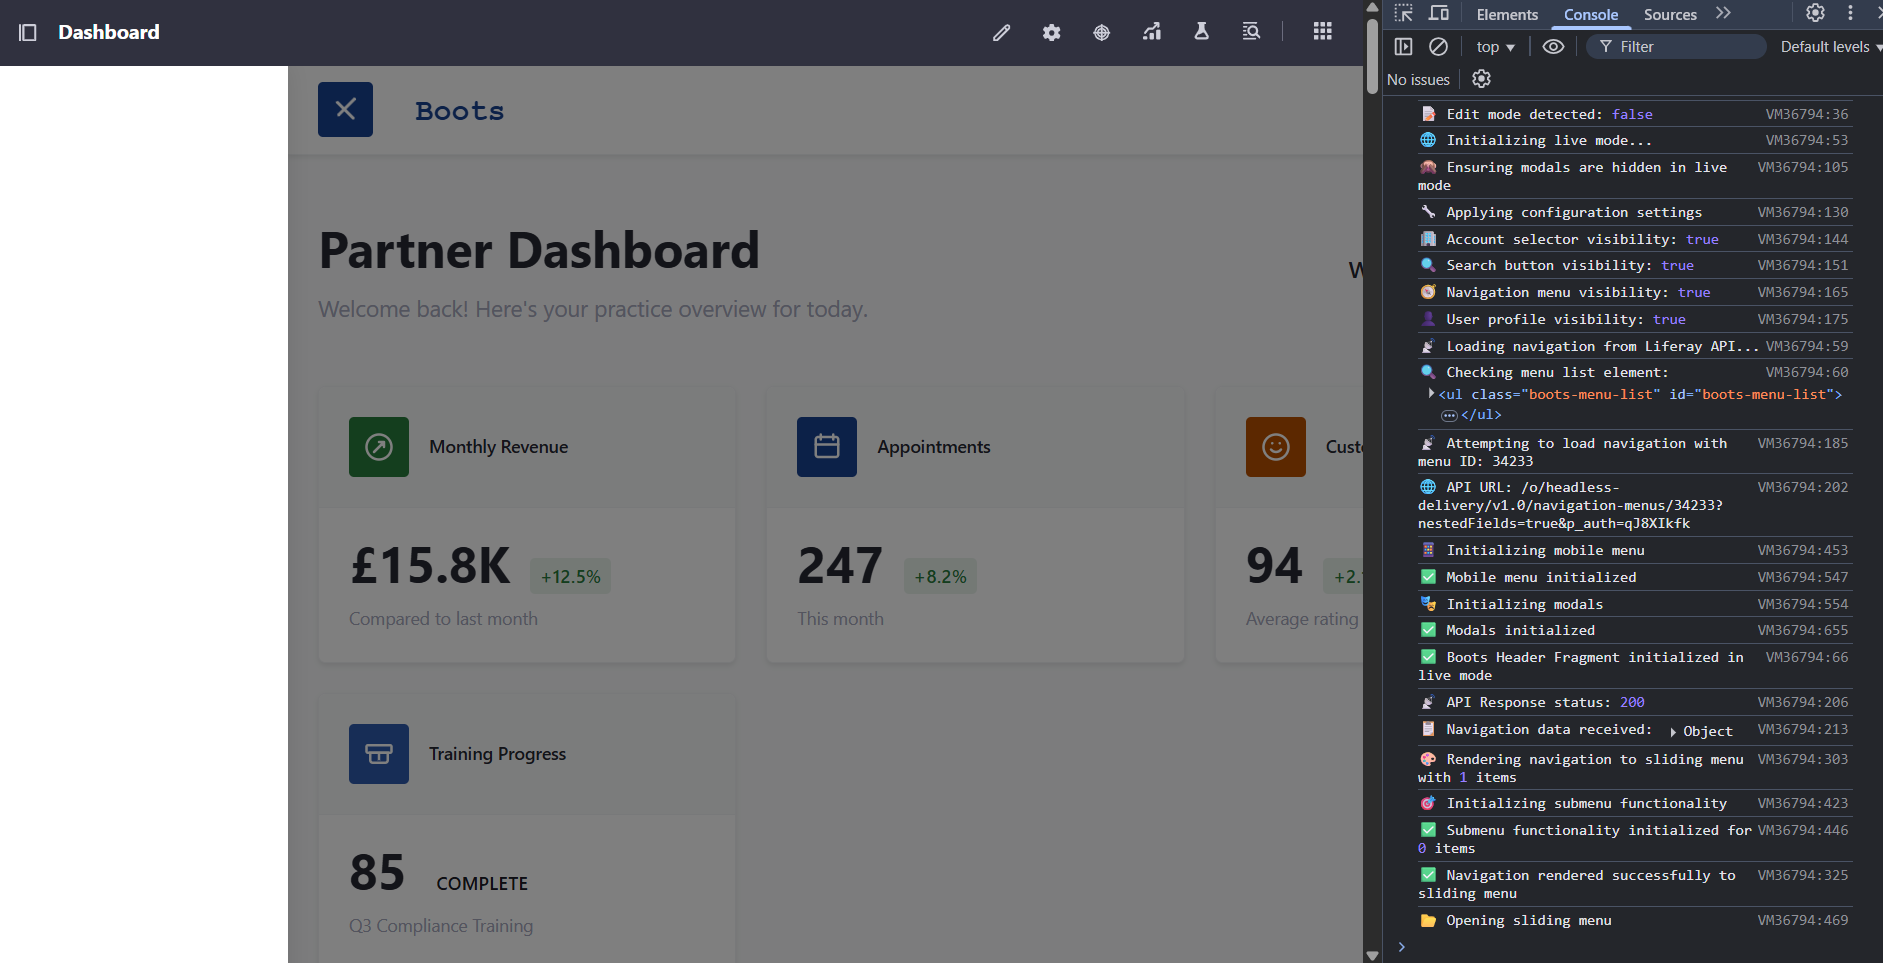 Dashboard
Boots
Partner Dashboard
Welcome back! Here's your practice overview for today.
Monthly Revenue
£15.8K
+12.5%
Compared to last month
Appointments
247
+8.2%
This month
94
Average rating
Training Progress
85
COMPLETE
Q3 Compliance Training
Elements
Console
Sources
top
Filter
Default levels
No issues
Edit mode detected: false VM36794:36
Initializing live mode... VM36794:53
Ensuring modals are hidden in live VM36794:105
mode
Applying configuration settings VM36794:130
Account selector visibility: true VM36794:144
Search button visibility: true VM36794:151
Navigation menu visibility: true VM36794:165
User profile visibility: true VM36794:175
Loading navigation from Liferay API... VM36794:59
Checking menu list element: VM36794:60
<ul class="boots-menu-list" id="boots-menu-list">
</ul>
Attempting to load navigation with VM36794:185
menu ID: 34233
API URL: /o/headless- VM36794:202
delivery/v1.0/navigation-menus/34233?
nestedFields=true&p_auth=qJ8XIkfk
Initializing mobile menu VM36794:453
Mobile menu initialized VM36794:547
Initializing modals VM36794:554
Modals initialized VM36794:655
Boots Header Fragment initialized in VM36794:66
live mode
API Response status: 200 VM36794:206
Navigation data received: Object VM36794:213
Rendering navigation to sliding menu VM36794:303
with 1 items
Initializing submenu functionality VM36794:423
Submenu functionality initialized for VM36794:446
0 items
Navigation rendered successfully to VM36794:325
sliding menu
Opening sliding menu VM36794:469